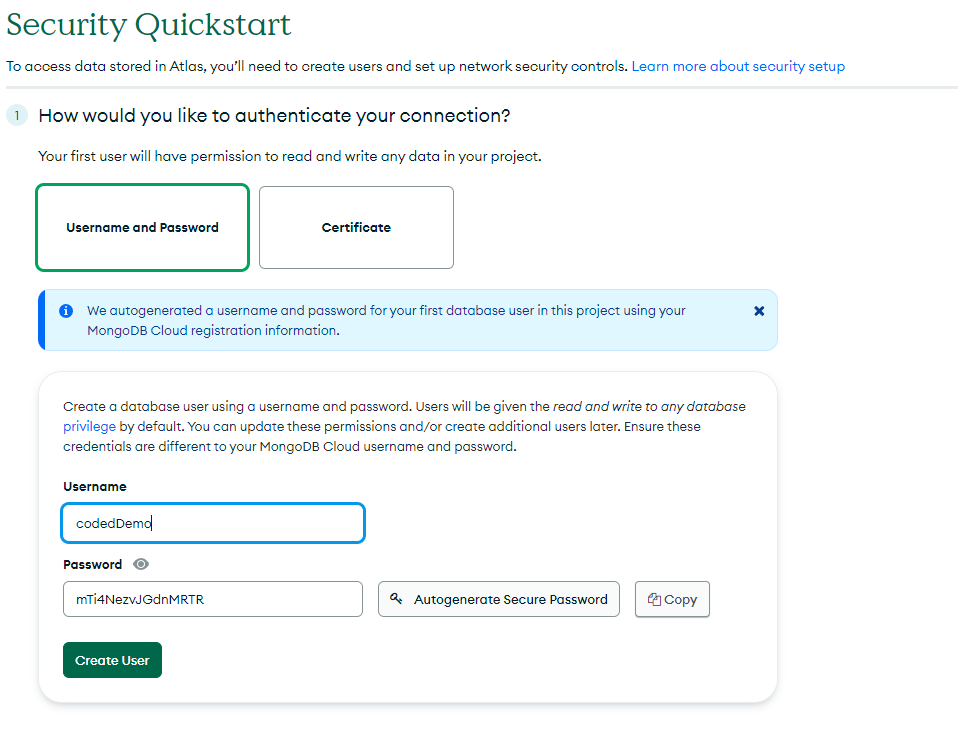 Security Quickstart
To access data stored in Atlas, you'll need to create users and set up network security controls. Learn more about security setup
1 How would you like to authenticate your connection?
Your first user will have permission to read and write any data in your project.
Username and Password
Certificate
We autogenerated a username and password for your first database user in this project using your
MongoDB Cloud registration information.
Create a database user using a username and password. Users will be given the read and write to any database
privilege by default. You can update these permissions and/or create additional users later. Ensure these
credentials are different to your MongoDB Cloud username and password.
Username
codedDemo
Password
mTi4NezvJGdnMRTR
Autogenerate Secure Password
Copy
Create User